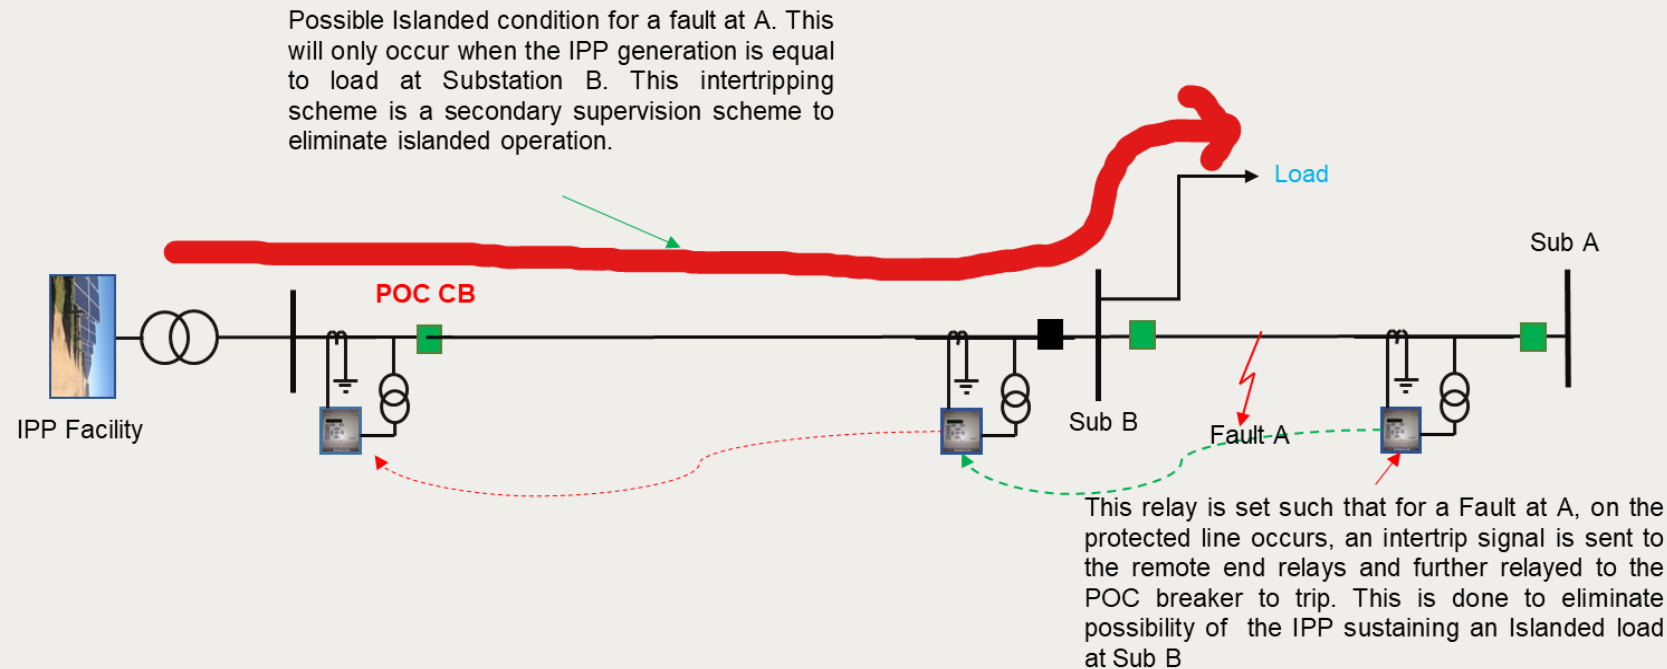 Possible Islanded condition for a fault at A. This
will only occur when the IPP generation is equal
to load at Substation B. This intertripping
scheme is a secondary supervision scheme to
eliminate islanded operation.
Load
Sub A
POC CB
IPP Facility
Sub B
Fault A
This relay is set such that for a Fault at A, on the
protected line occurs, an intertrip signal is sent to
the remote end relays and further relayed to the
POC breaker to trip. This is done to eliminate
possibility of the IPP sustaining an Islanded load
at Sub B